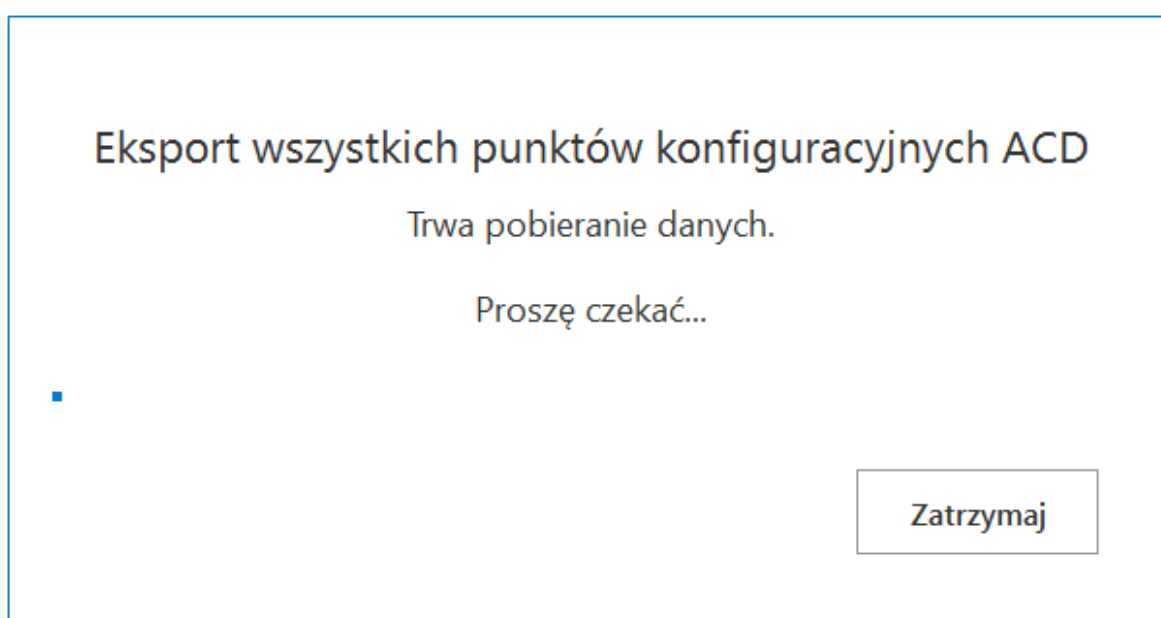 Eksport wszystkich punktów konfiguracyjnych ACD
Trwa pobieranie danych.
Proszę czekać...
Zatrzymaj